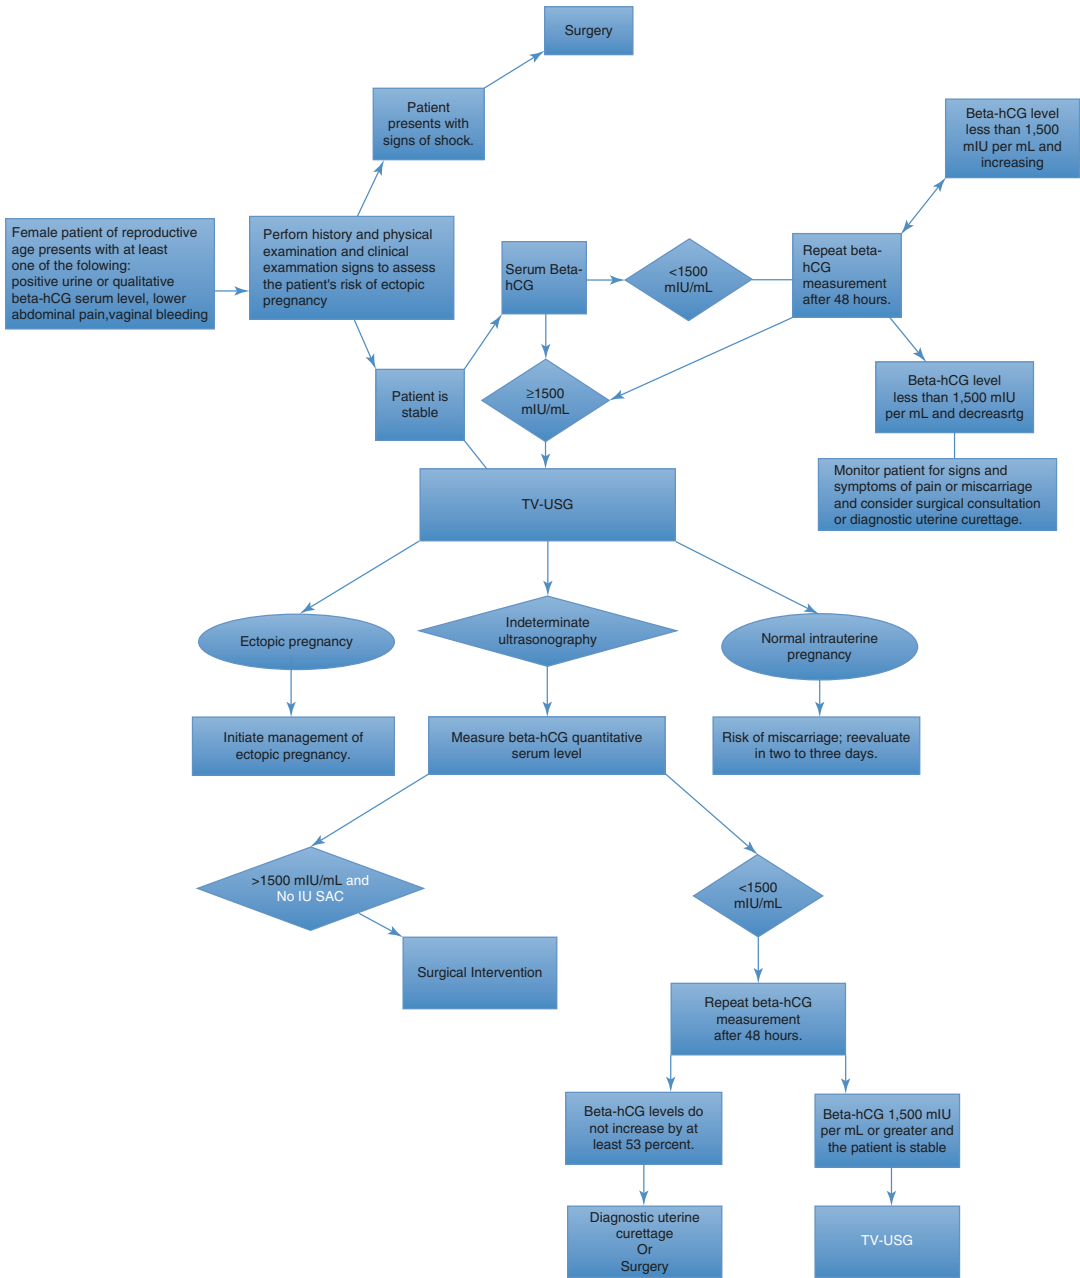 Surgery
Patient
presents with
signs of shock.
Beta-hCG level
less than 1,500
mIU per mL and
increasing
Female patient of reproductive
age presents with at least
one of the following:
positive urine or qualitative
beta-hCG serum level, lower
abdominal pain,vaginal bleeding
Perforn history and physical
examination and clinical
exammation signs to assess
the patient's risk of ectopic
pregnancy
Serum Beta-
hCG
<1500
mIU/mL
Repeat beta-
hCG
measurement
after 48 hours.
Patient is
stable
≥1500
mIU/mL
Beta-hCG level
less than 1,500 mIU
per mL and decreasrtg
Monitor patient for signs and
symptoms of pain or miscarriage
and consider surgical consultation
or diagnostic uterine curettage.
TV-USG
Ectopic pregnancy
Indeterminate
ultrasonography
Normal intrauterine
pregnancy
Initiate management of
ectopic pregnancy.
Measure beta-hCG quantitative
serum level
Risk of miscarriage; reevaluate
in two to three days.
>1500 mIU/mL and
No IU SAC
<1500
mIU/mL
Surgical Intervention
Repeat beta-hCG
measurement
after 48 hours.
Beta-hCG levels do
not increase by at
least 53 percent.
Beta-hCG 1,500 mIU
per mL or greater and
the patient is stable
Diagnostic uterine
curettage
Or
Surgery
TV-USG